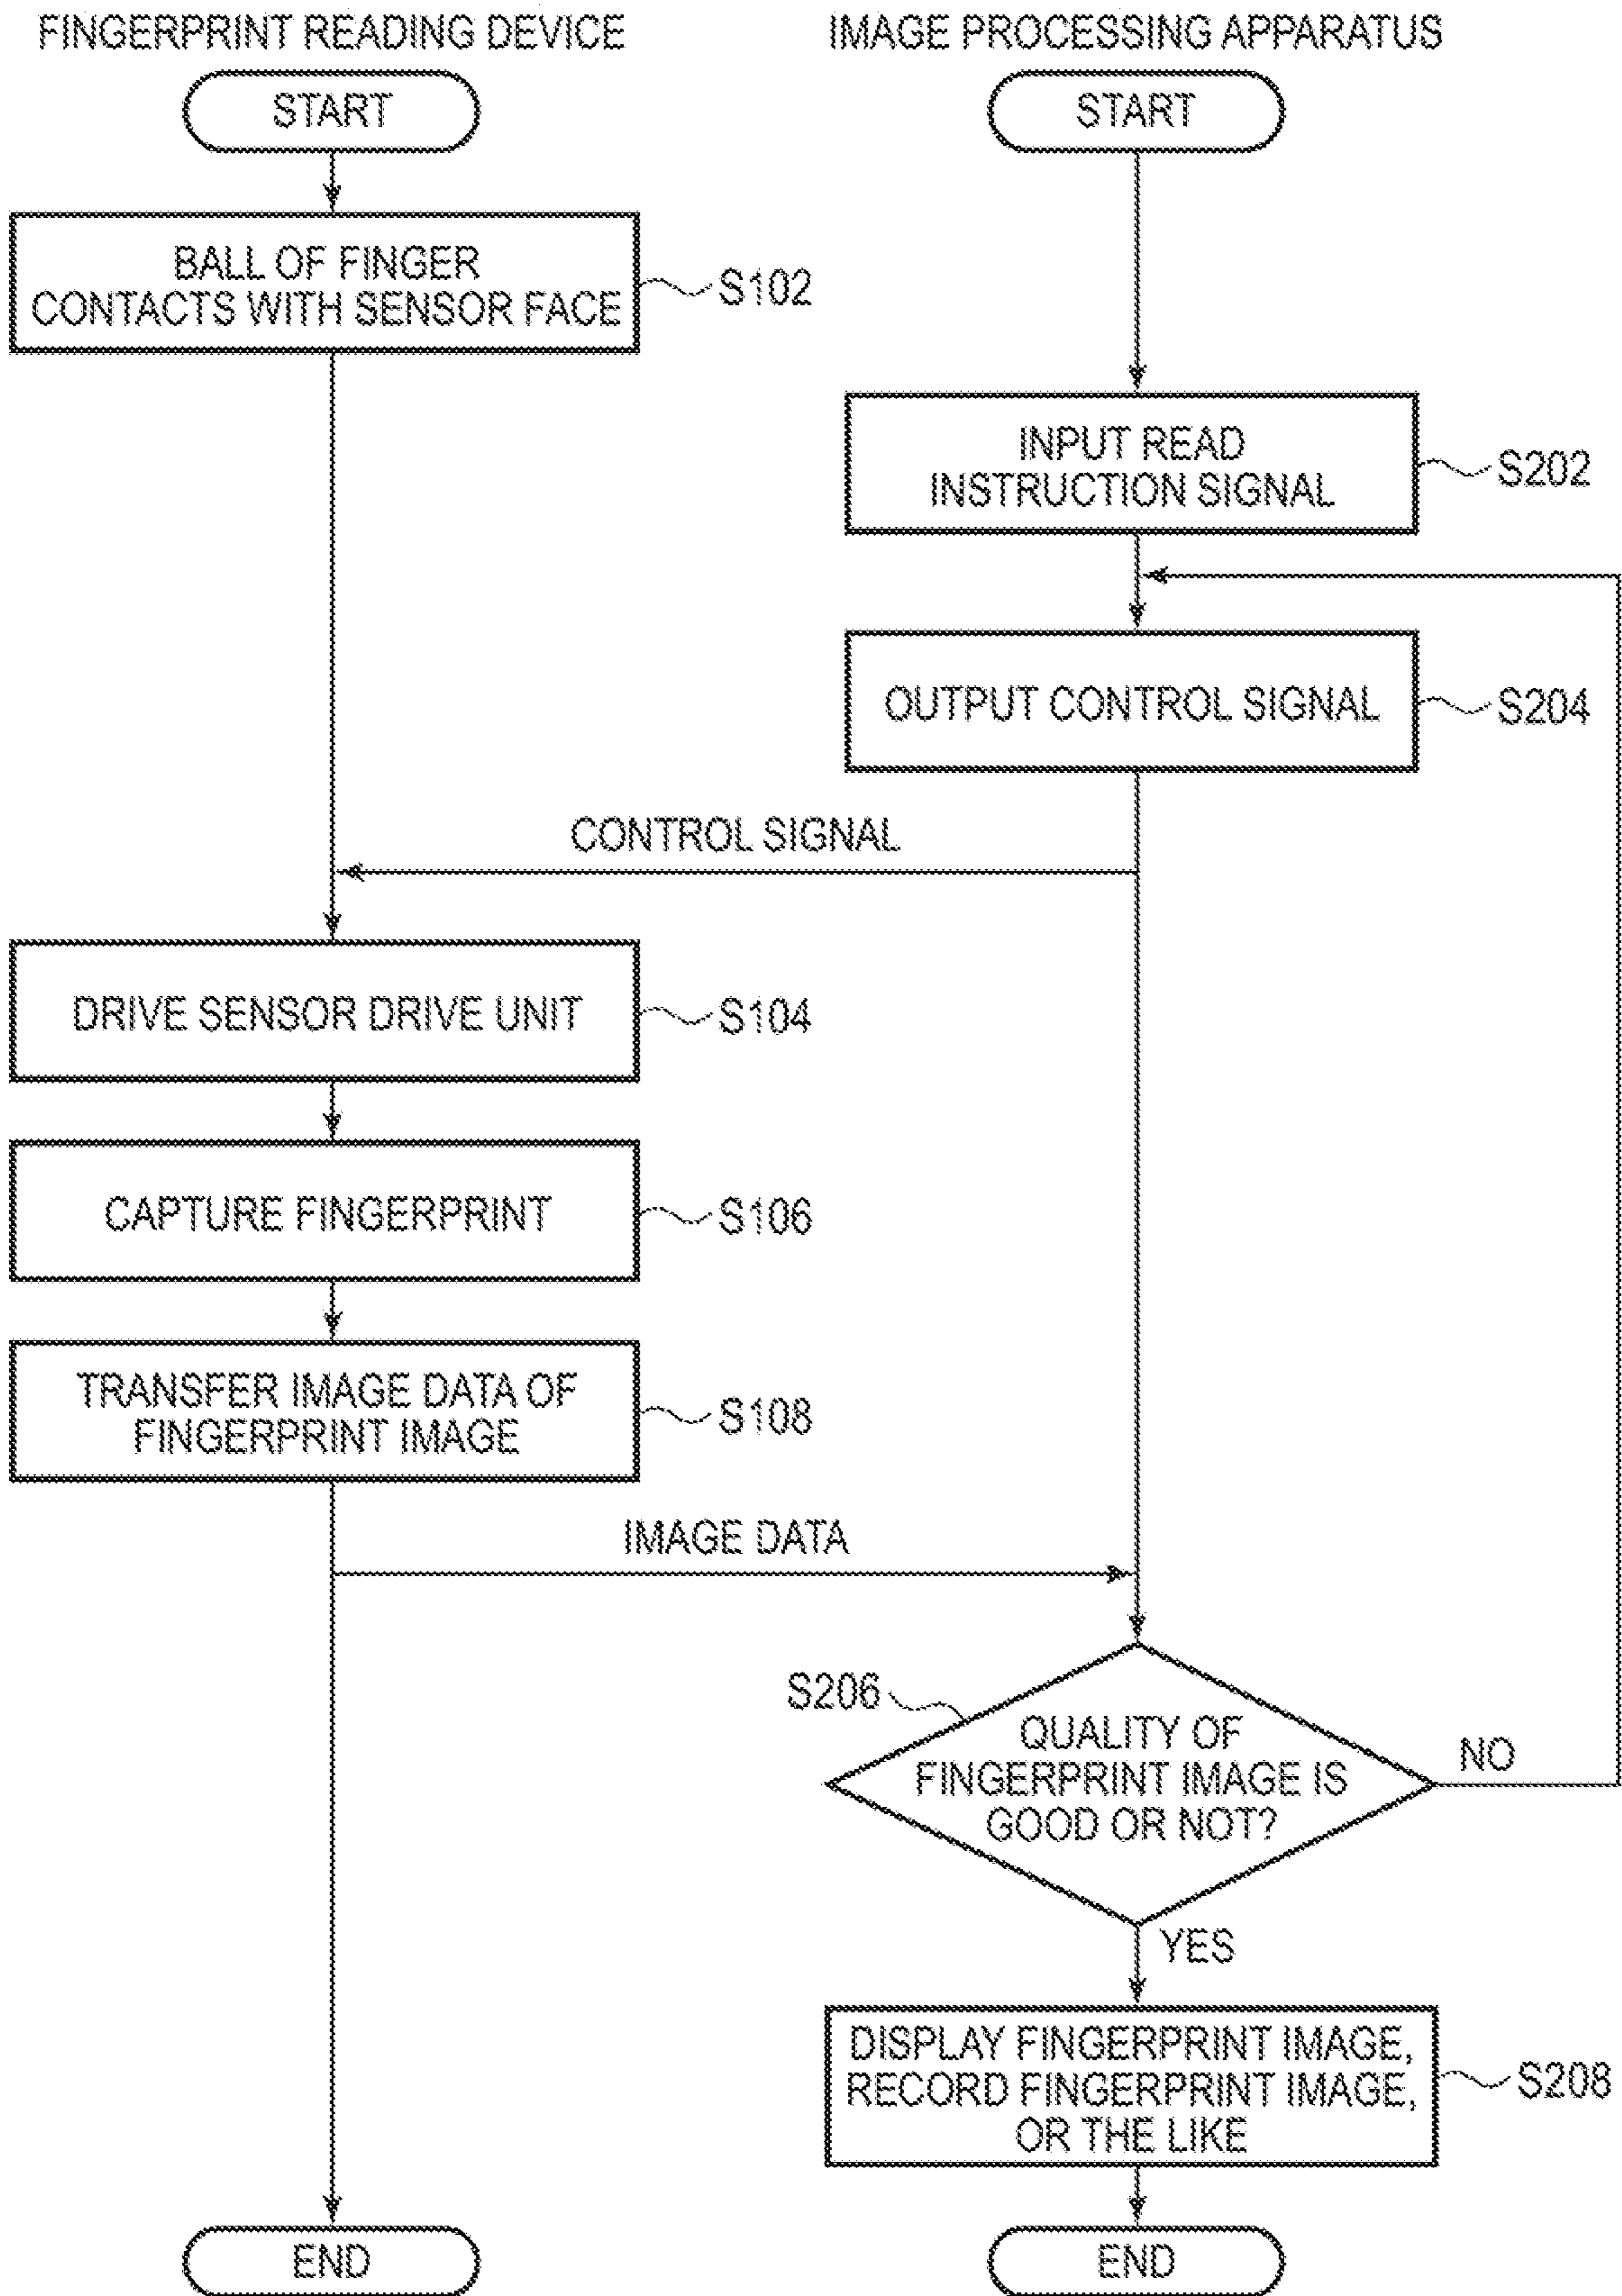 FINGERPRINT READING DEVICE
IMAGE PROCESSING APPARATUS
START
START
BALL OF FINGER
CONTACTS WITH SENSOR FACE
S102
INPUT READ
INSTRUCTION SIGNAL
S202
OUTPUT CONTROL SIGNAL
S204
CONTROL SIGNAL
DRIVE SENSOR DRIVE UNIT
S104
CAPTURE FINGERPRINT
S106
TRANSFER IMAGE DATA OF
FINGERPRINT IMAGE
S108
IMAGE DATA
S206
QUALITY OF
FINGERPRINT IMAGE IS
GOOD OR NOT?
NO
YES
DISPLAY FINGERPRINT IMAGE,
RECORD FINGERPRINT IMAGE,
OR THE LIKE
S208
END
END